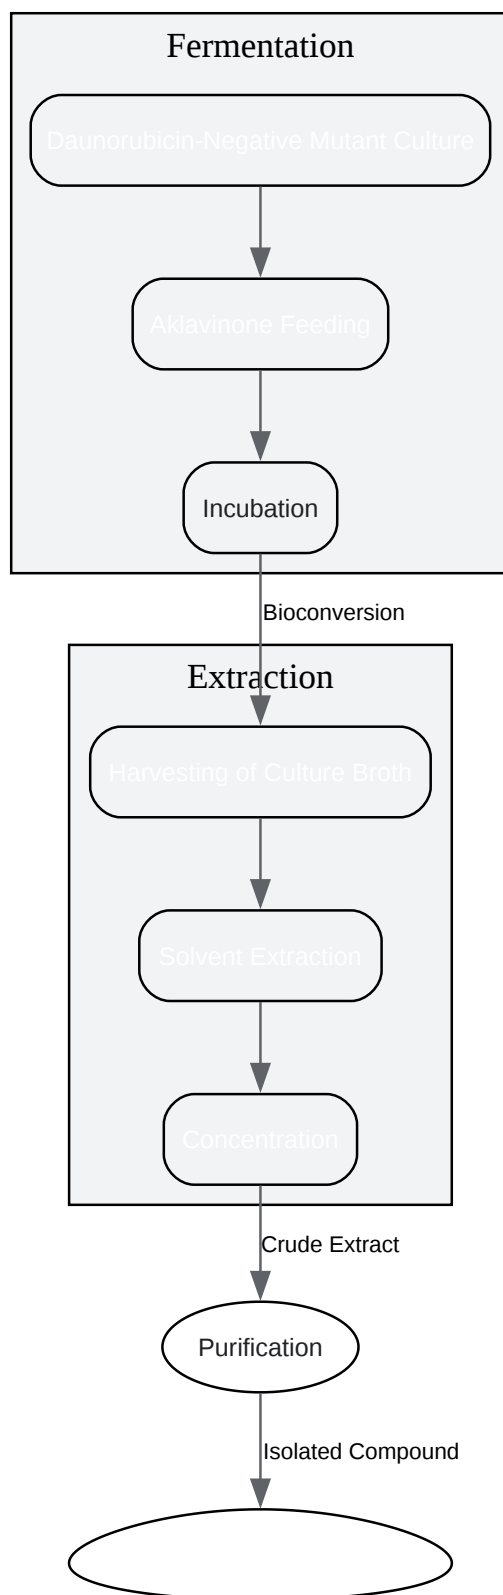 Fermentation
Daunorubicin-Negative Mutant Culture
Aklavinone Feeding
Incubation
Bioconversion
Extraction
Harvesting of Culture Broth
Solvent Extraction
Concentration
Crude Extract
Purification
Isolated Compound